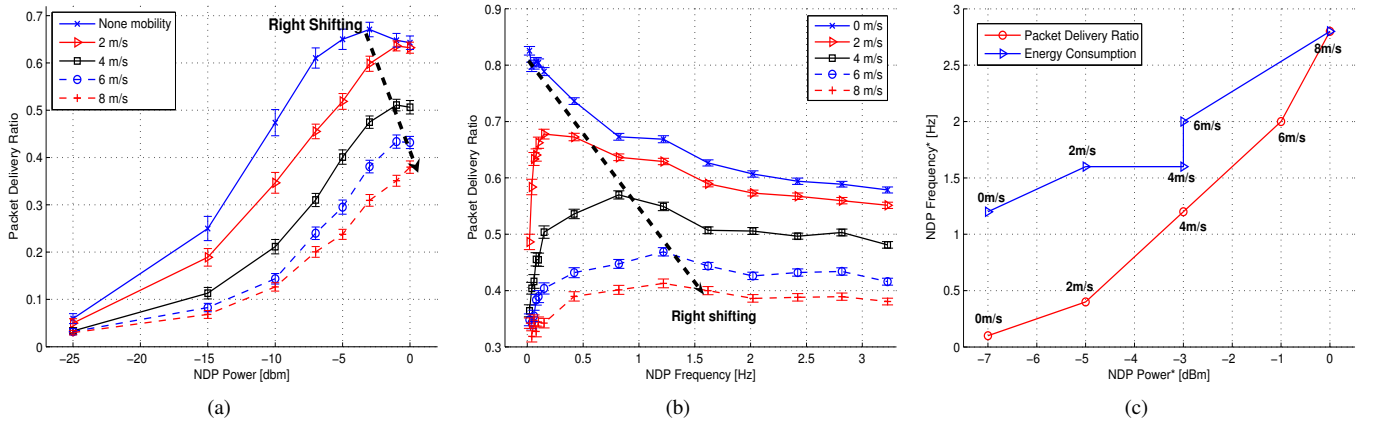 0.7
0.6
0.5
0.4
0.3
0.2
0.1
0
Packet Delivery Ratio
None mobility
2 m/s
4 m/s
6 m/s
8 m/s
Right Shifting
−25
−20
−15
−10
−5
0
NDP Power [dbm]
(a)
0.9
0.8
0.7
0.6
0.5
0.4
0.3
Packet Delivery Ratio
0 m/s
2 m/s
4 m/s
6 m/s
8 m/s
Right shifting
0
0.5
1
1.5
2
2.5
3
NDP Frequency [Hz]
(b)
3
2.5
2
1.5
1
0.5
0
NDP Frequency* [Hz]
Packet Delivery Ratio
Energy Consumption
8m/s
6m/s
6m/s
2m/s
4m/s
0m/s
4m/s
2m/s
0m/s
−7
−6
−5
−4
−3
−2
−1
0
NDP Power* [dBm]
(c)